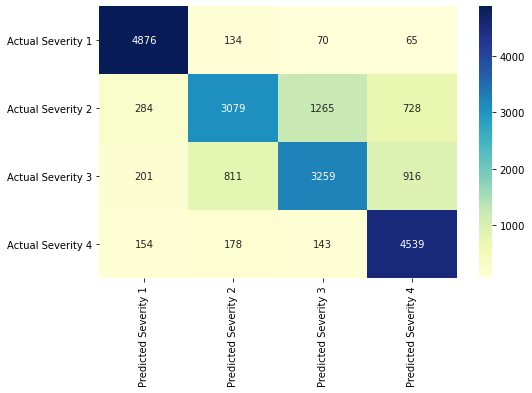 Actual Severity 1 4876 134 70 65
Actual Severity 2 284 3079 1265 728
Actual Severity 3 201 811 3259 916
Actual Severity 4 154 178 143 4539
Predicted Severity 1
Predicted Severity 2
Predicted Severity 3
Predicted Severity 4
4000
3000
2000
1000